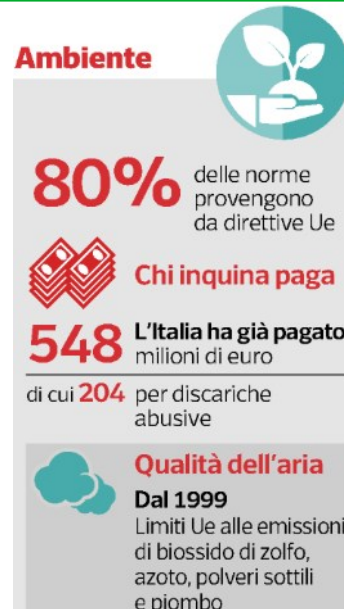 Ambiente
80% delle norme
provengono
da direttive Ue
Chi inquina paga
548 L'Italia ha già pagato
milioni di euro
di cui 204 per discariche
abusive
Qualità dell'aria
Dal 1999
Limiti Ue alle emissioni
di biossido di zolfo,
azoto, polveri sottili
e piombo